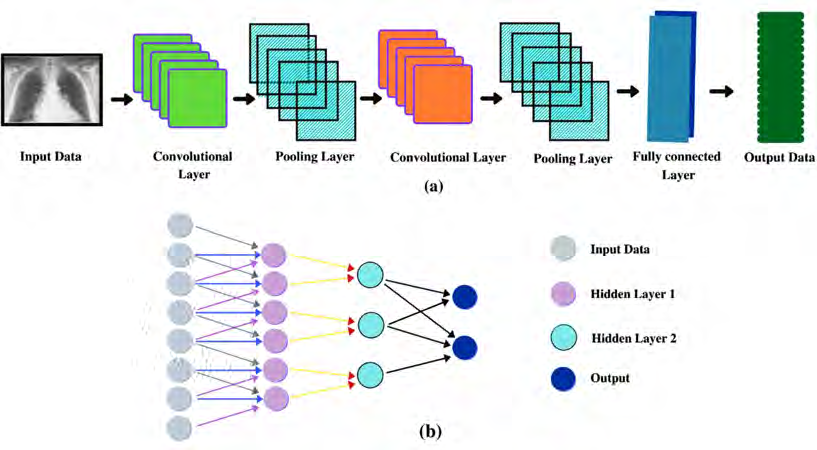 Input Data
Convolutional
Layer
Pooling Layer
Convolutional Layer
Pooling Layer
Fully connected
Layer
Output Data
(a)
Input Data
Hidden Layer 1
Hidden Layer 2
Output
(b)